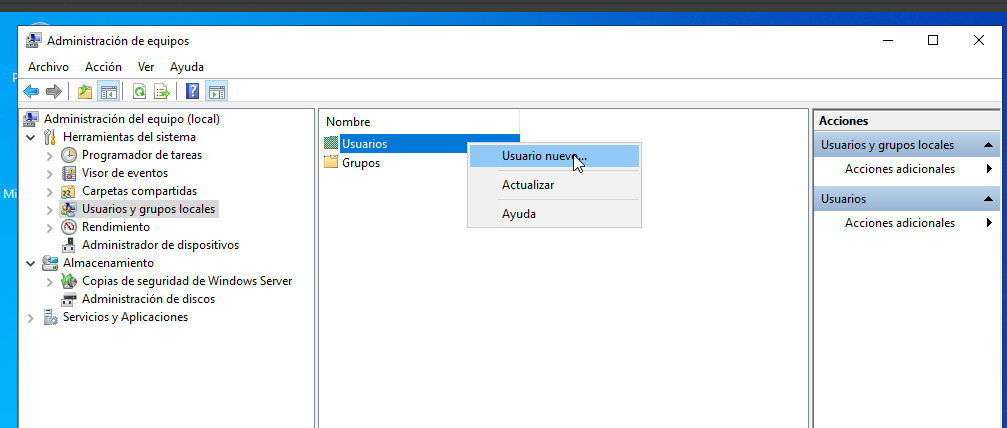 Administración de equipos
Archivo Acción Ver Ayuda
Administración del equipo (local)
Herramientas del sistema
Programador de tareas
Visor de eventos
Carpetas compartidas
Usuarios y grupos locales
Rendimiento
Administrador de dispositivos
Almacenamiento
Copias de seguridad de Windows Server
Administración de discos
Servicios y Aplicaciones
Nombre
Usuarios
Grupos
Usuario nuevo...
Actualizar
Ayuda
Acciones
Usuarios y grupos locales
Acciones adicionales
Usuarios
Acciones adicionales